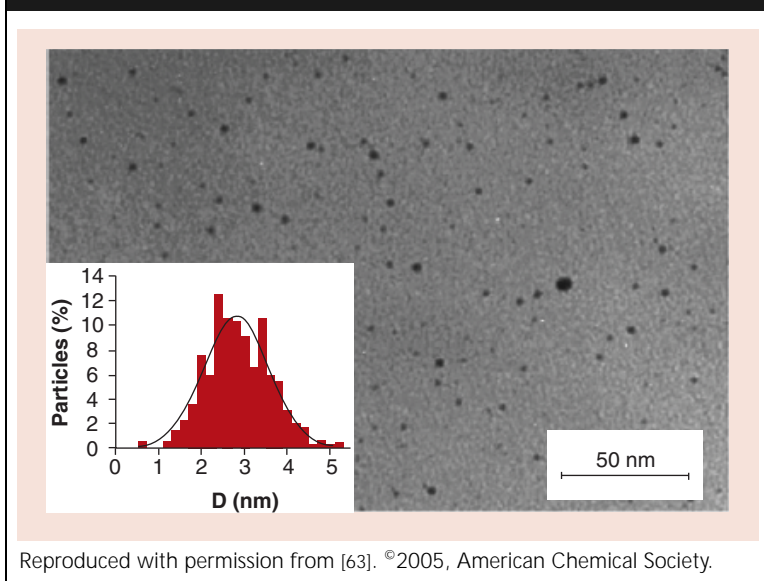 14
12
10
8
6
4
2
0
Particles (%)
0 1 2 3 4 5
D (nm)
50 nm
Reproduced with permission from [63]. ©2005, American Chemical Society.